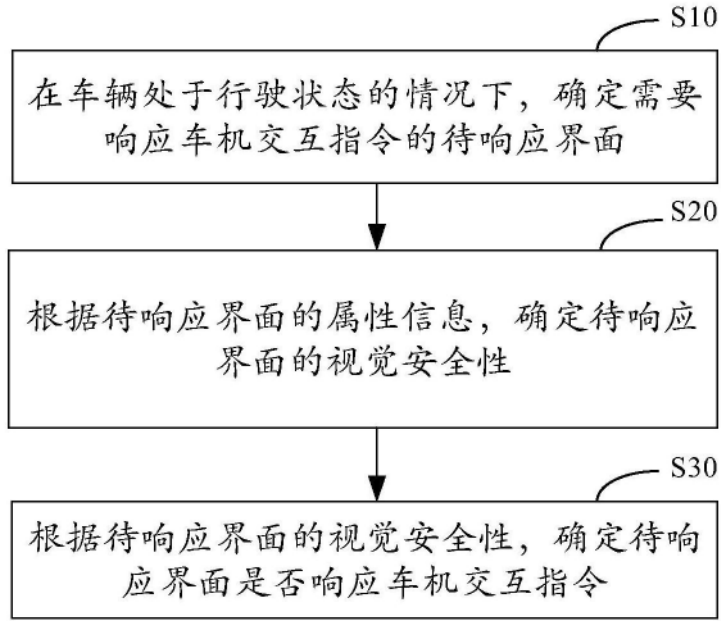 S10
在车辆处于行驶状态的情况下，确定需要
响应车机交互指令的待响应界面
S20
根据待响应界面的属性信息，确定待响应
界面的视觉安全性
S30
根据待响应界面的视觉安全性，确定待响
应界面是否响应车机交互指令